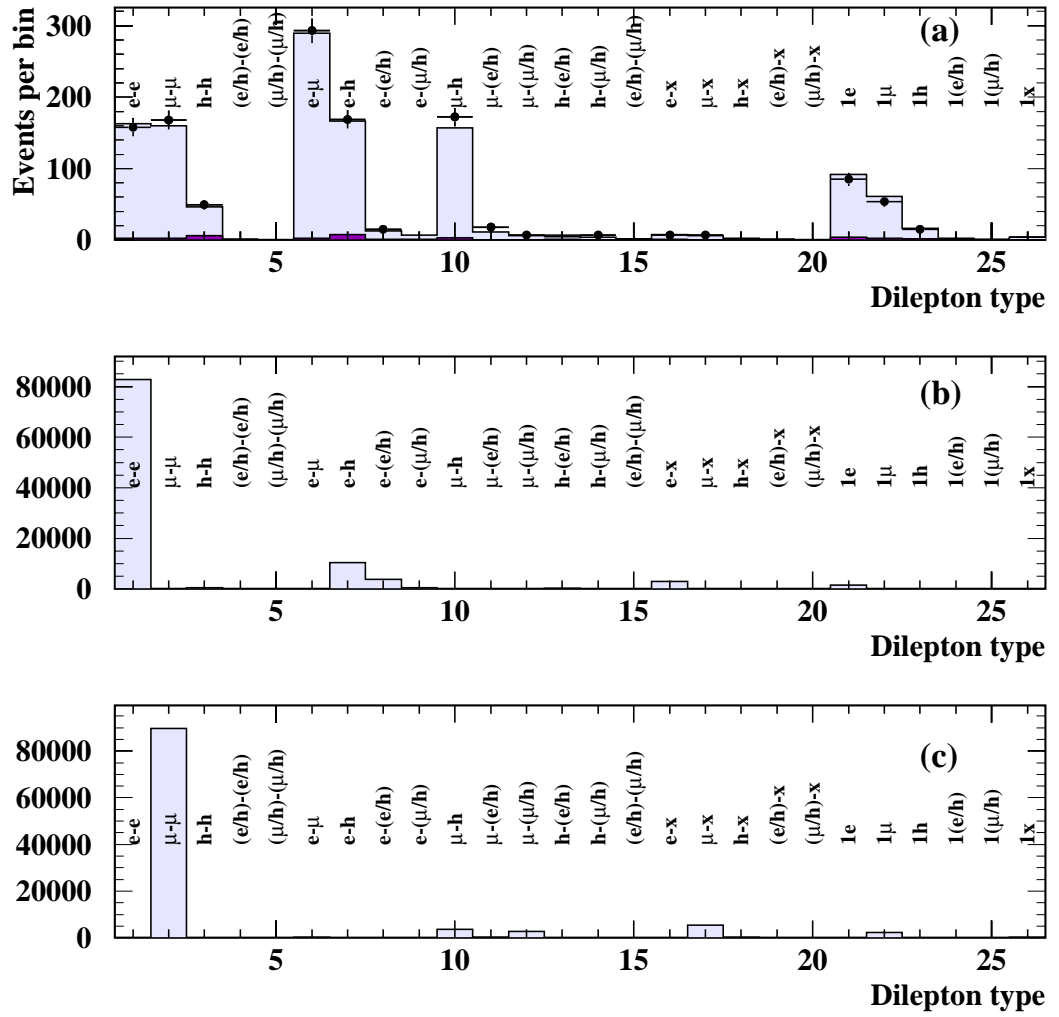 Events per bin
300
200
100
0
(a)
e-e
μ-μ
h-h
(e/h)-(e/h)
(μ/h)-(μ/h)
e-μ
e-h
e-(e/h)
e-(μ/h)
μ-h
μ-(e/h)
μ-(μ/h)
h-(e/h)
h-(μ/h)
(e/h)-(μ/h)
e-x
μ-x
h-x
(e/h)-x
(μ/h)-x
1e
1μ
1h
1(e/h)
1(μ/h)
1x
5 10 15 20 25
Dilepton type
80000
60000
40000
20000
0
(b)
e-e
μ-μ
h-h
(e/h)-(e/h)
(μ/h)-(μ/h)
e-μ
e-h
e-(e/h)
e-(μ/h)
μ-h
μ-(e/h)
μ-(μ/h)
h-(e/h)
h-(μ/h)
(e/h)-(μ/h)
e-x
μ-x
h-x
(e/h)-x
(μ/h)-x
1e
1μ
1h
1(e/h)
1(μ/h)
1x
5 10 15 20 25
Dilepton type
80000
60000
40000
20000
0
(c)
e-e
μ-μ
h-h
(e/h)-(e/h)
(μ/h)-(μ/h)
e-μ
e-h
e-(e/h)
e-(μ/h)
μ-h
μ-(e/h)
μ-(μ/h)
h-(e/h)
h-(μ/h)
(e/h)-(μ/h)
e-x
μ-x
h-x
(e/h)-x
(μ/h)-x
1e
1μ
1h
1(e/h)
1(μ/h)
1x
5 10 15 20 25
Dilepton type